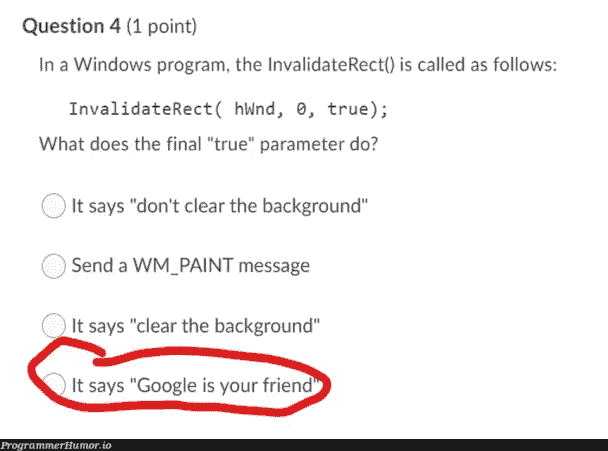 Question 4 (1 point)
In a Windows program, the InvalidateRect() is called as follows:
InvalidateRect( hWnd, 0, true);
What does the final "true" parameter do?
It says "don't clear the background"
Send a WM_PAINT message
It says "clear the background"
It says "Google is your friend"
ProgrammerHumor.io